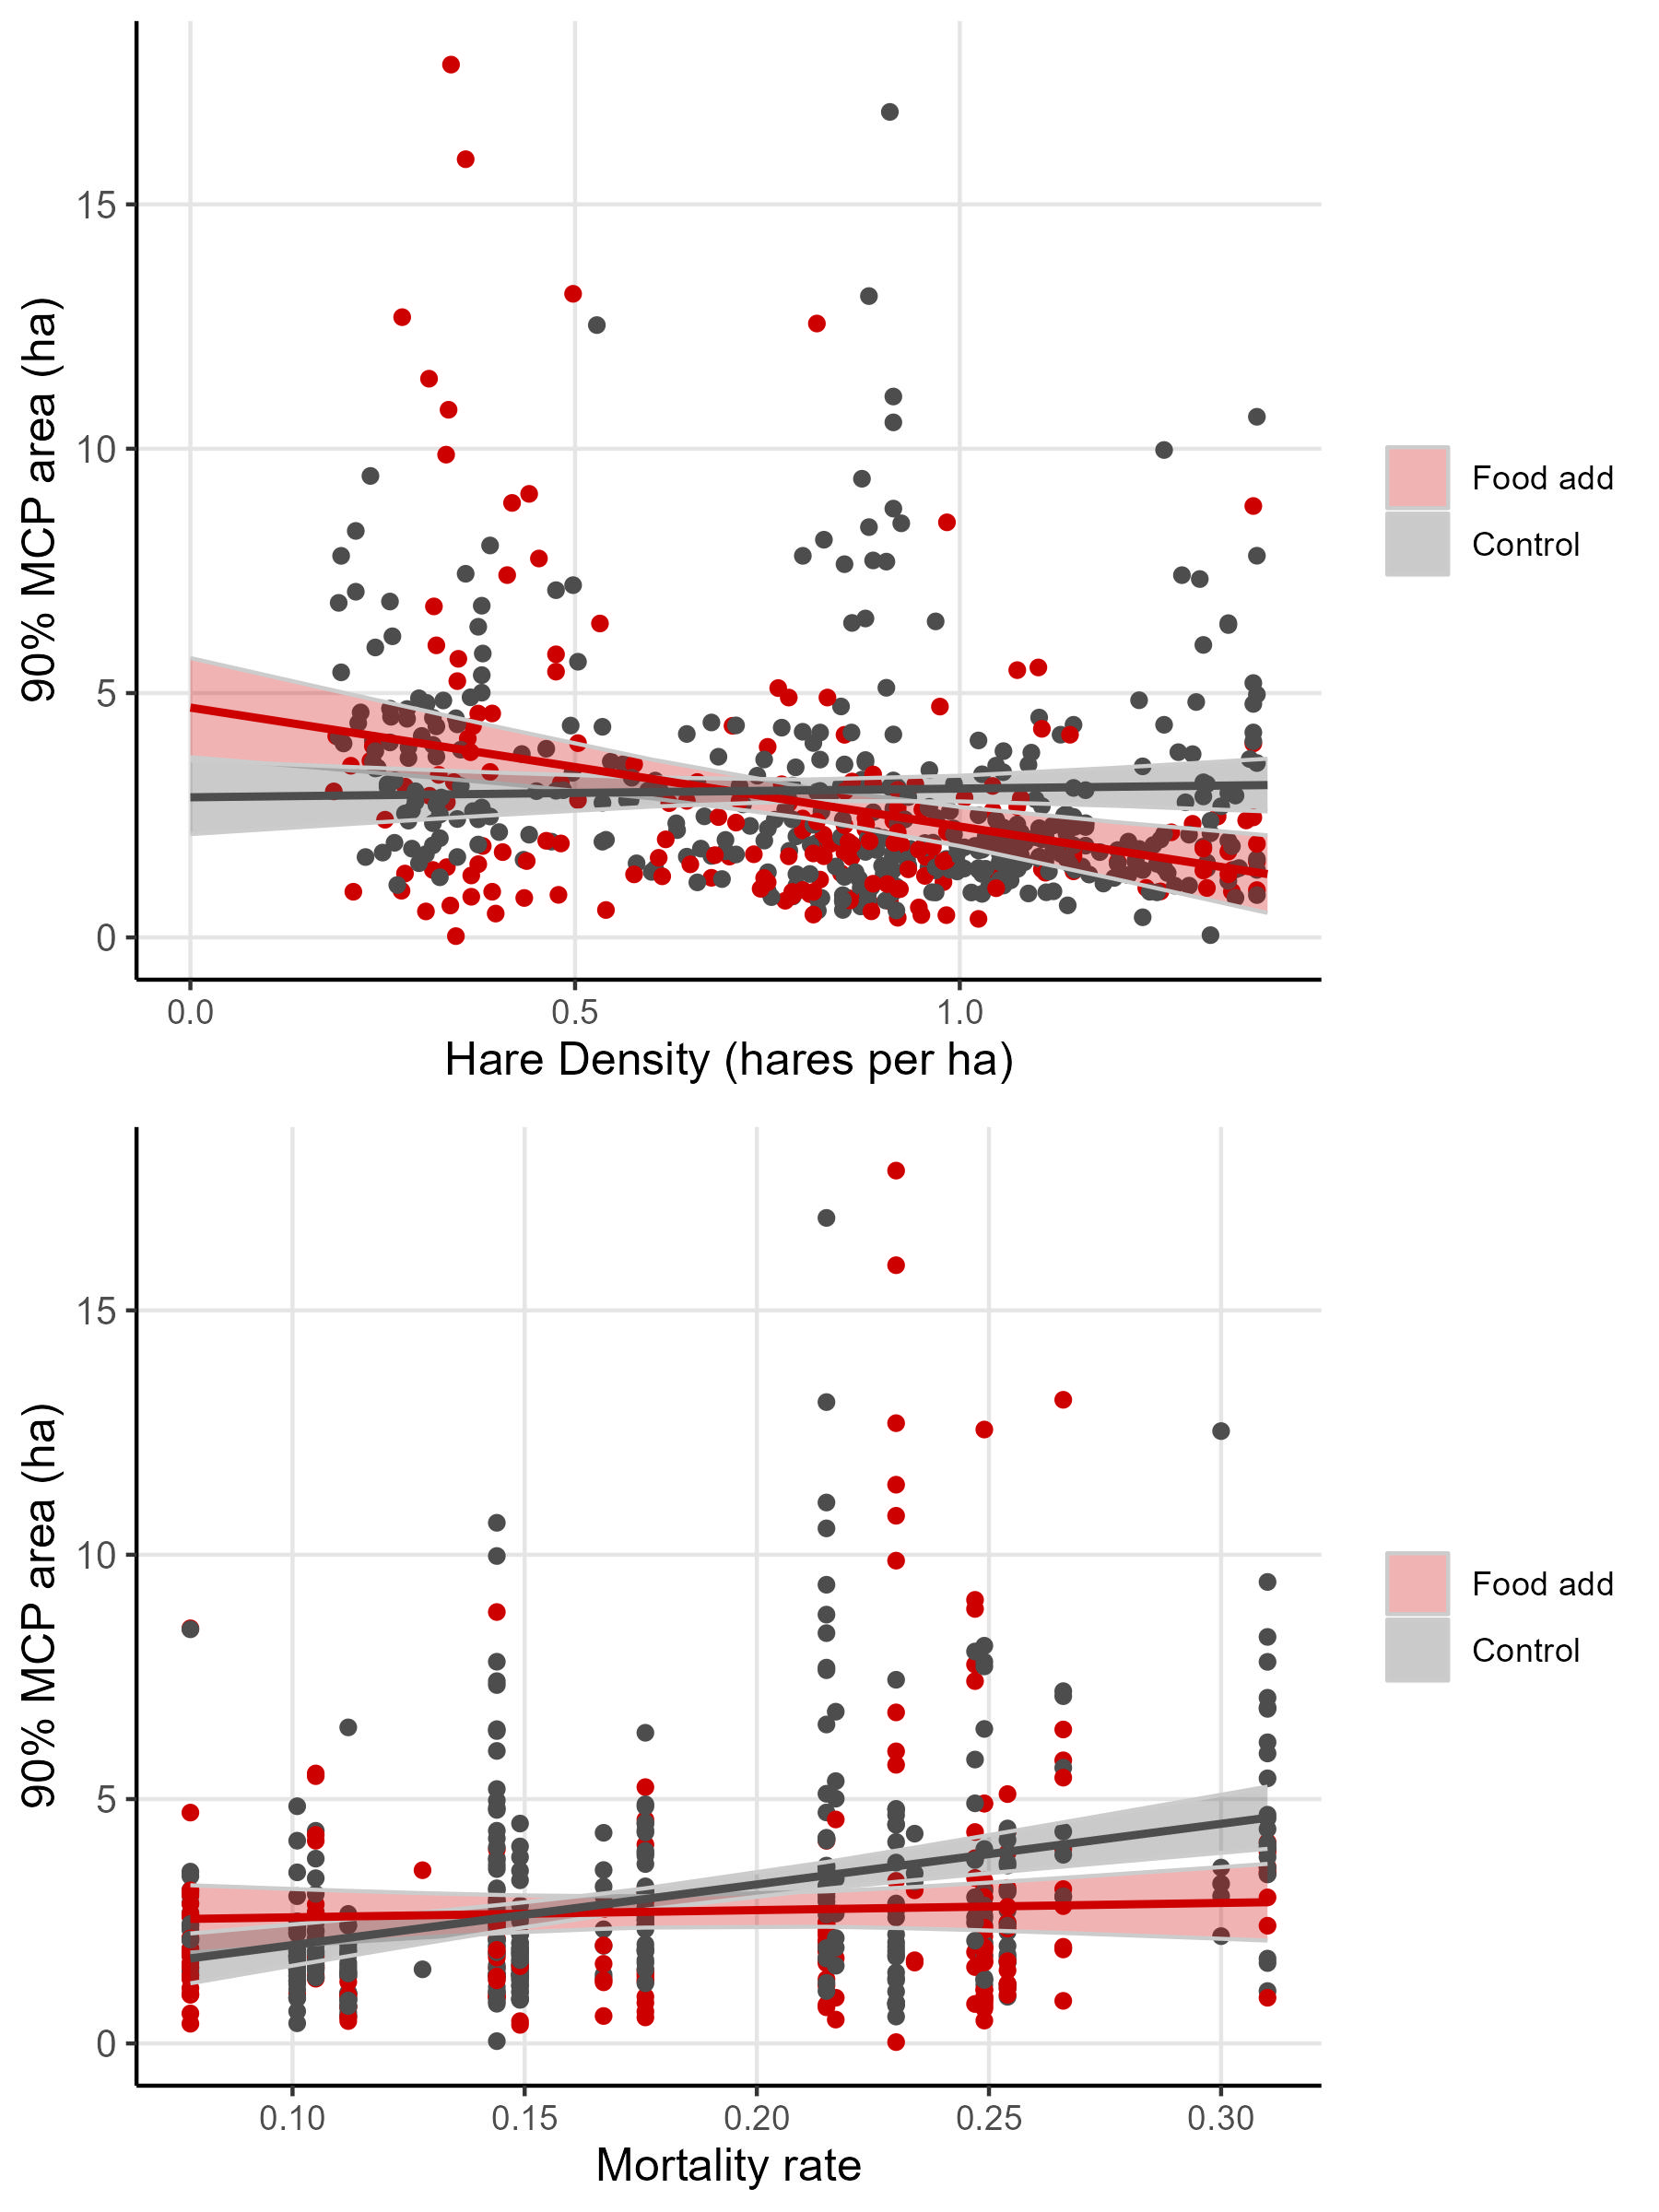 90% MCP area (ha)
15
10
5
0
0.0 0.5 1.0
Hare Density (hares per ha)
Food add
Control
90% MCP area (ha)
15
10
5
0
0.10 0.15 0.20 0.25 0.30
Mortality rate
Food add
Control